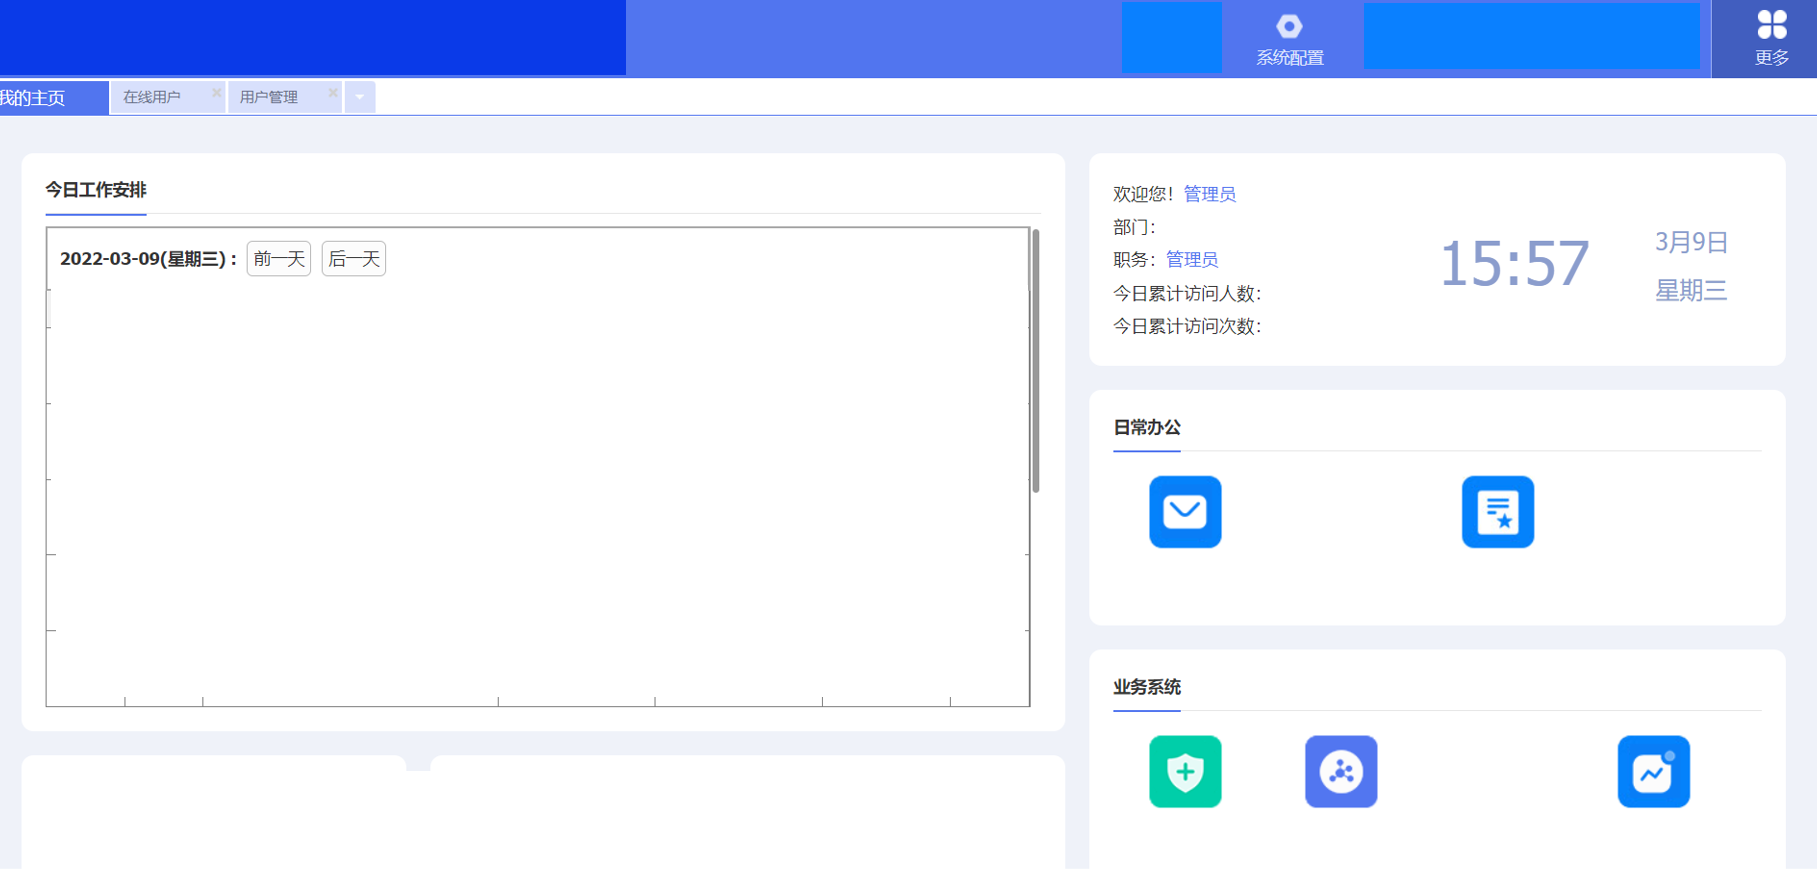 系统配置
更多
我的主页
在线用户
用户管理
今日工作安排
2022-03-09(星期三)：
前一天
后一天
欢迎您！管理员
部门：
职务：管理员
今日累计访问人数：
今日累计访问次数：
15:57
3月9日
星期三
日常办公
业务系统